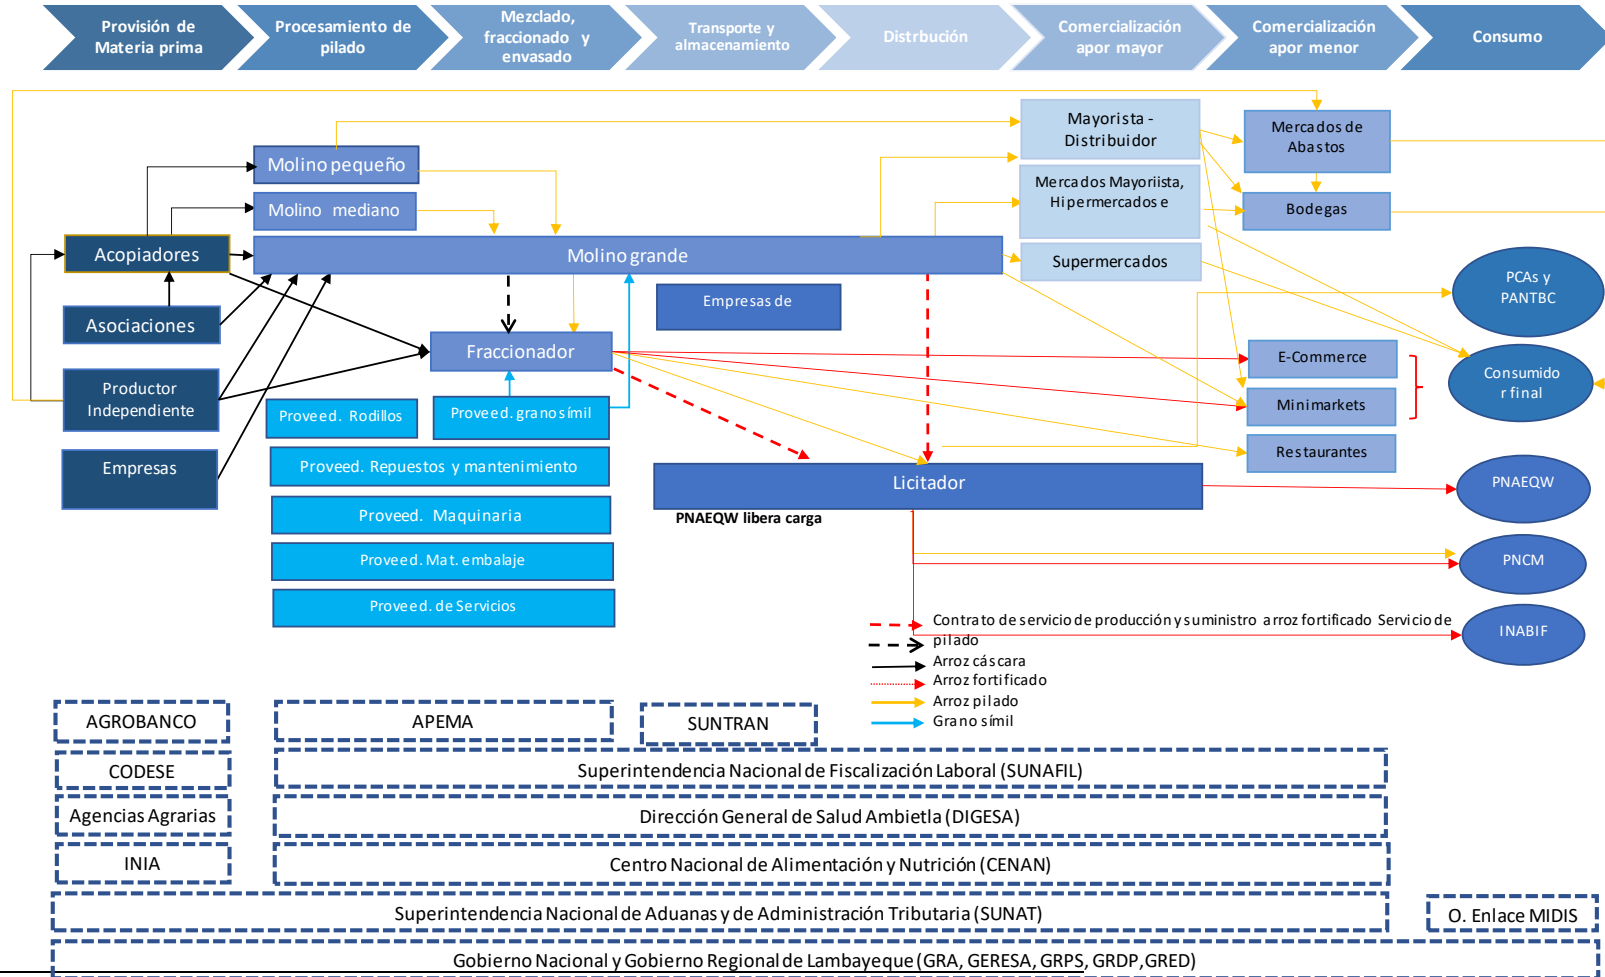 Provisión de
Materia prima
Procesamiento de
pilado
Mezclado,
fraccionado y
envasado
Transporte y
almacenamiento
Distrbución
Comercialización
apor mayor
Comercialización
apor menor
Consumo
Mayorista -
Distribuidor
Mercados de
Abastos
Molino pequeño
Mercados Mayoriista,
Hipermercados e
Molino mediano
Bodegas
Acopiadores
Molino grande
Supermercados
PCAs y
PANTBC
Empresas de
Asociaciones
Fraccionador
E-Commerce
Consumido
r final
Productor
Independiente
Proveed. Rodillos
Proveed. grano símil
Minimarkets
Empresas
Proveed. Repuestos y mantenimiento
Restaurantes
Licitador
PNAEQW
Proveed. Maquinaria
PNAEQW libera carga
Proveed. Mat. embalaje
PNCM
Proveed. de Servicios
Contrato de servicio de producción y suministro arroz fortificado Servicio de
pilado
INABIF
Arroz cáscara
Arroz fortificado
Arroz pilado
Grano símil
AGROBANCO
APEMA
SUNTRAN
CODESE
Superintendencia Nacional de Fiscalización Laboral (SUNAFIL)
Agencias Agrarias
Dirección General de Salud Ambietla (DIGESA)
INIA
Centro Nacional de Alimentación y Nutrición (CENAN)
Superintendencia Nacional de Aduanas y de Administración Tributaria (SUNAT)
O. Enlace MIDIS
Gobierno Nacional y Gobierno Regional de Lambayeque (GRA, GERESA, GRPS, GRDP,GRED)